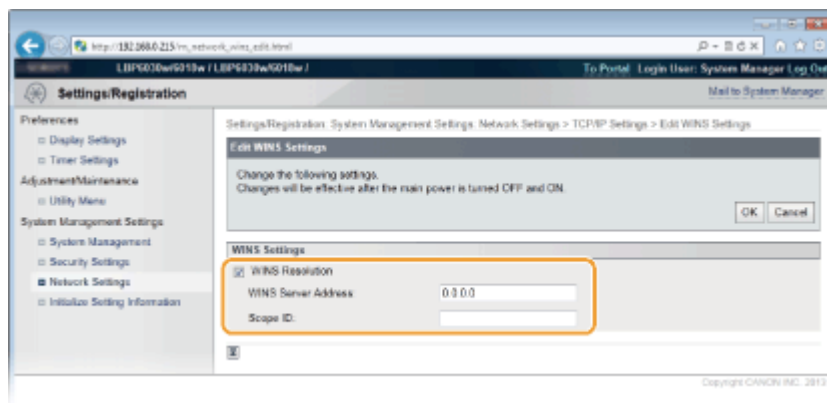 http://192.168.0.215/m_network_wins_edit.html
LBP6030w/6018w / LBP6030w/6018w /
To Portal Login User: System Manager Log Out
Settings/Registration
Mail to System Manager
Preferences
Display Settings
Timer Settings
Adjustment/Maintenance
Utility Menu
System Management Settings
System Management
Security Settings
Network Settings
Initialize Setting Information
Settings/Registration: System Management Settings: Network Settings > TCP/IP Settings > Edit WINS Settings
Edit WINS Settings
Change the following settings.
Changes will be effective after the main power is turned OFF and ON.
OK Cancel
WINS Settings
WINS Resolution
WINS Server Address: 0.0.0.0
Scope ID:
Copyright CANON INC. 2013